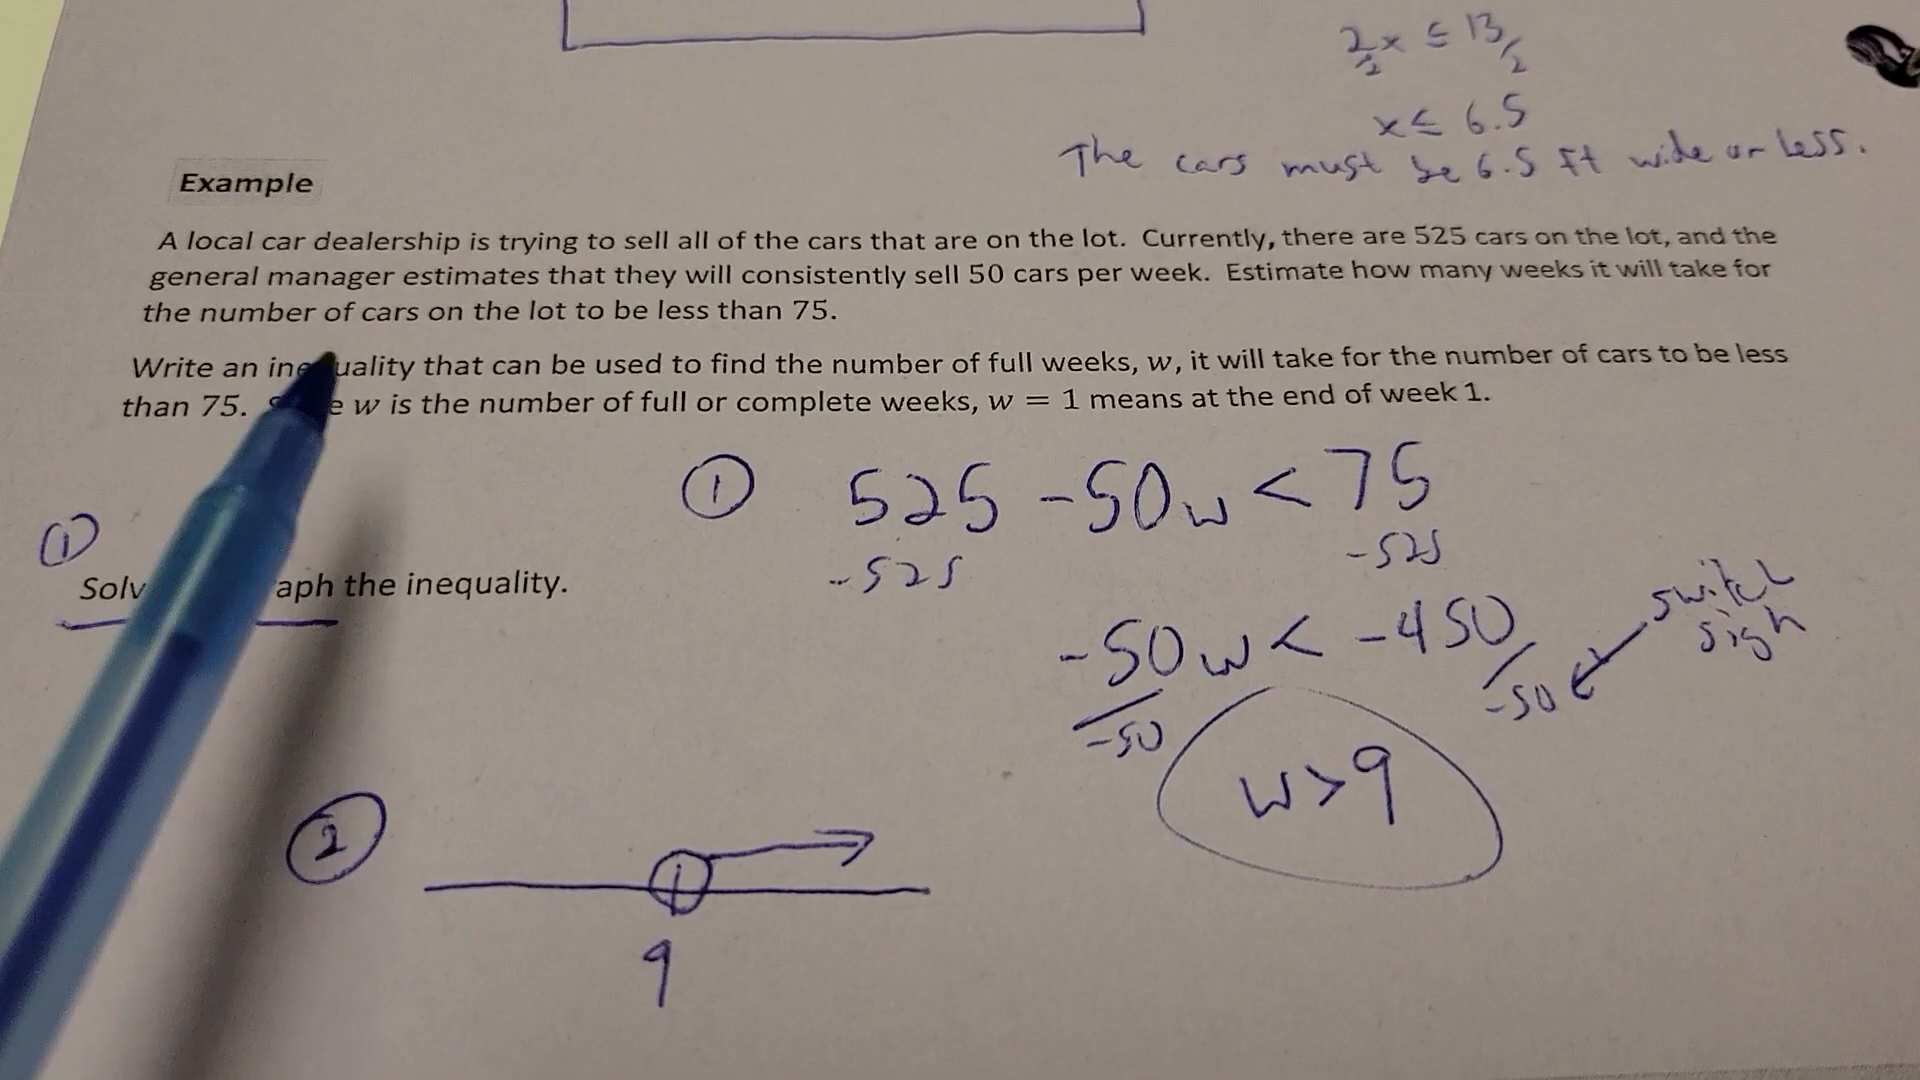 2x ≤ 13/2
2
x ≤ 6.5
The cars must be 6.5 ft wide or less.
Example
A local car dealership is trying to sell all of the cars that are on the lot. Currently, there are 525 cars on the lot, and the
general manager estimates that they will consistently sell 50 cars per week. Estimate how many weeks it will take for
the number of cars on the lot to be less than 75.
Write an inequality that can be used to find the number of full weeks, w, it will take for the number of cars to be less
than 75. w is the number of full or complete weeks, w = 1 means at the end of week 1.
① 525 - 50w < 75
-525 -525
①
Solv aph the inequality.
-50w < -450
/-50 /-50
switch
sign
w > 9
②
9